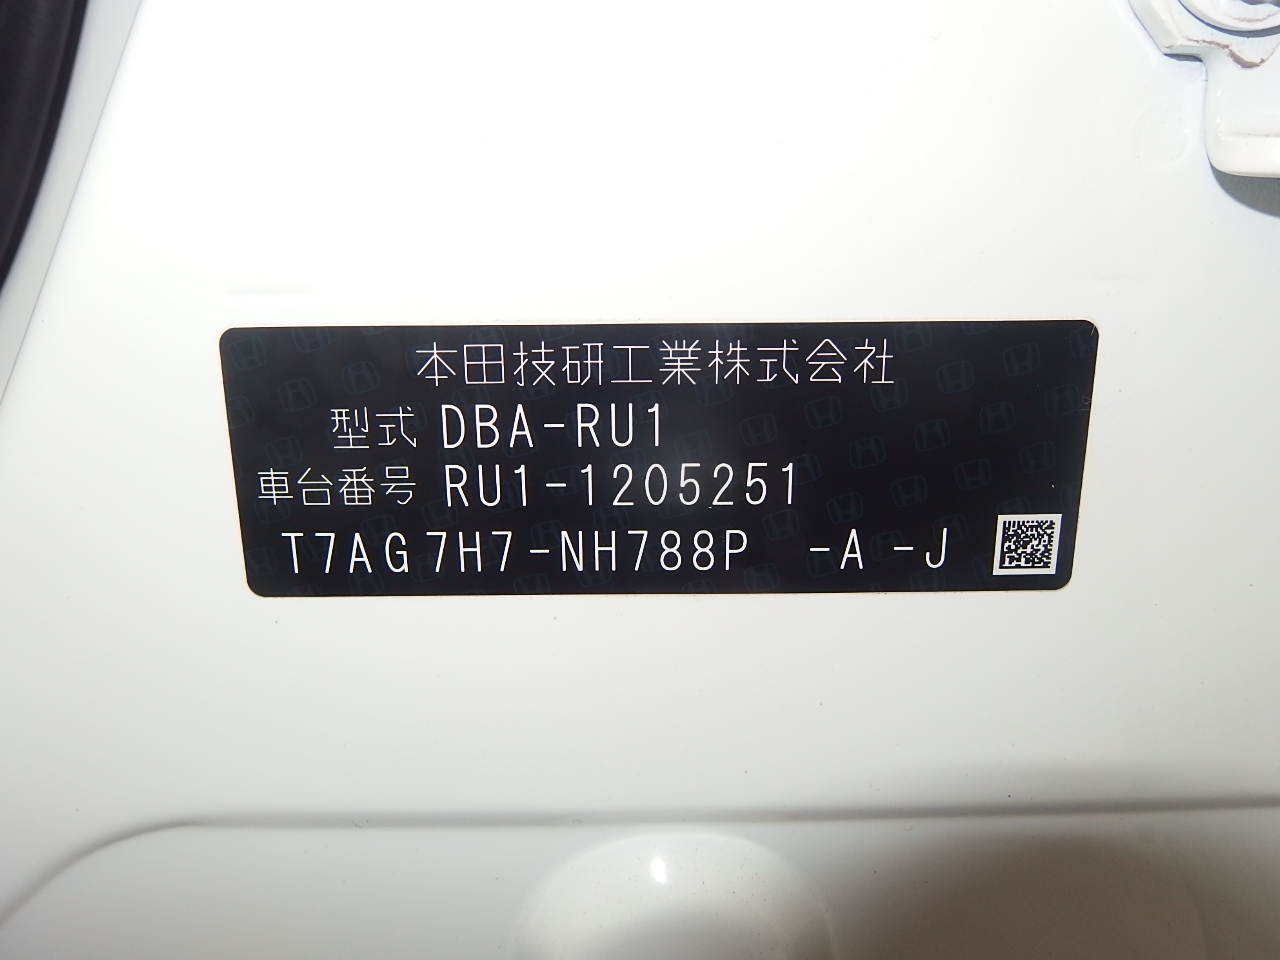 本田技研工業株式会社
型式 DBA-RU1
車台番号 RU1-1205251
T7AG7H7-NH788P -A -J